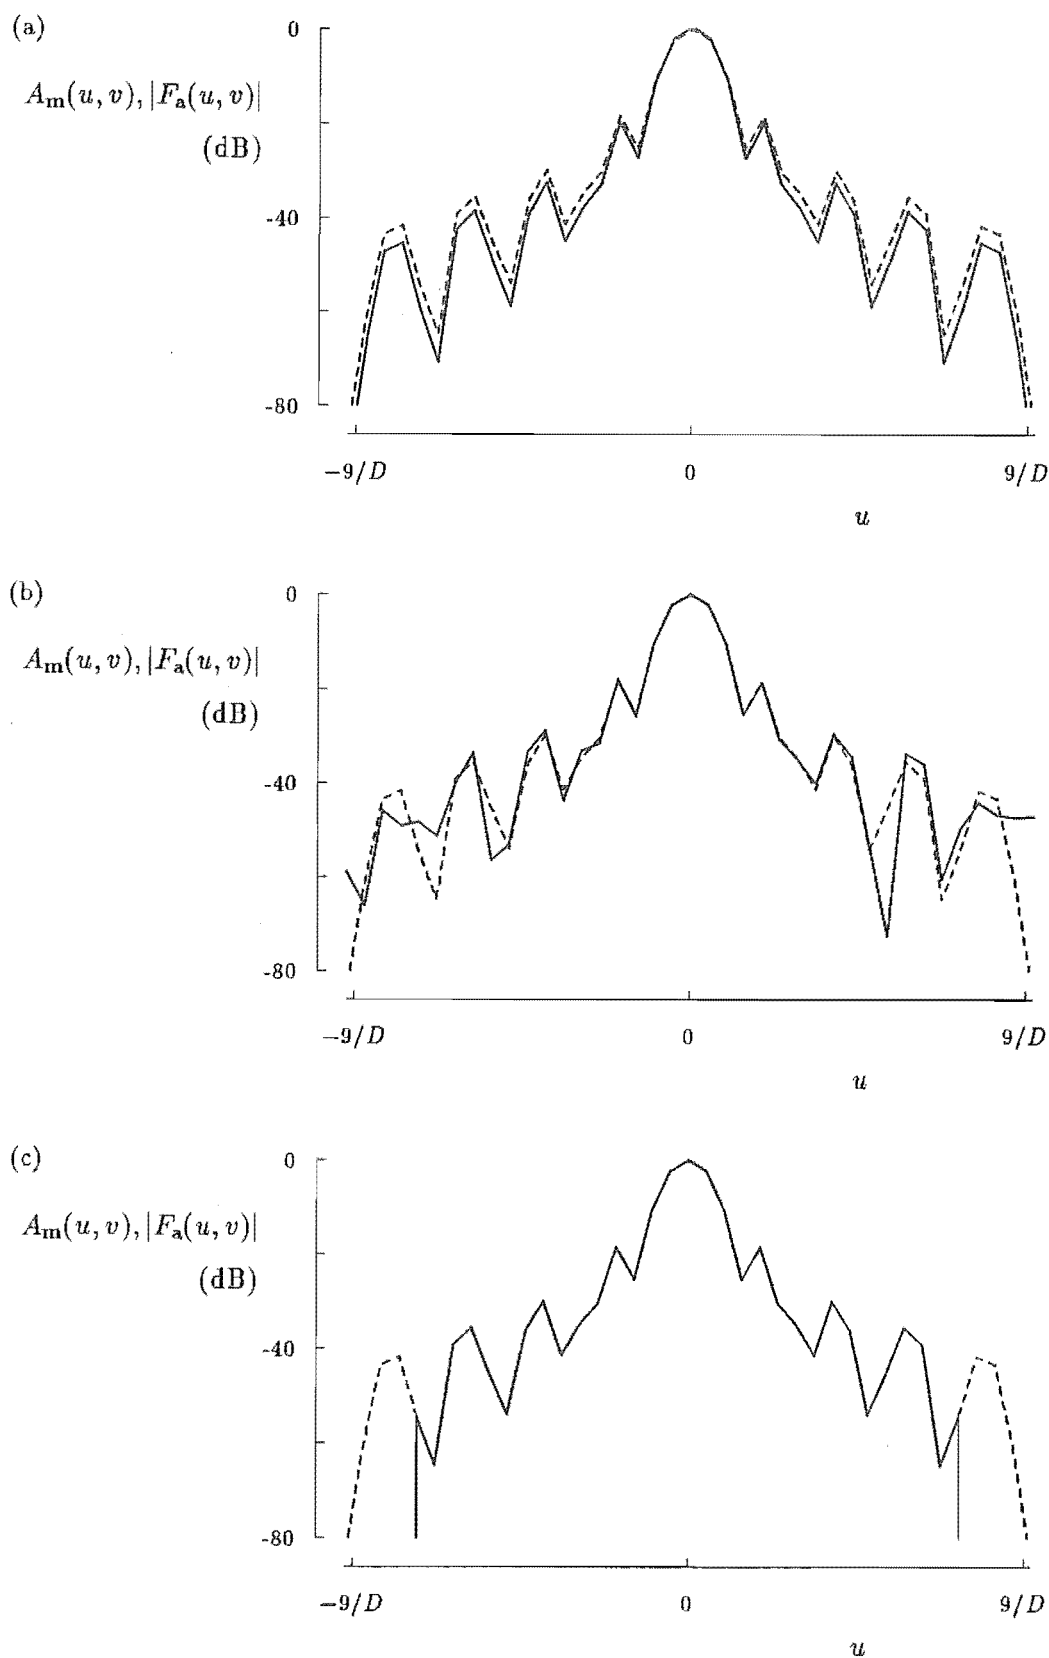 (a)
0
A_m(u, v), |F_a(u, v)|
(dB)
-40
-80
−9/D 0 9/D
u
(b)
0
A_m(u, v), |F_a(u, v)|
(dB)
-40
-80
−9/D 0 9/D
u
(c)
0
A_m(u, v), |F_a(u, v)|
(dB)
-40
-80
−9/D 0 9/D
u